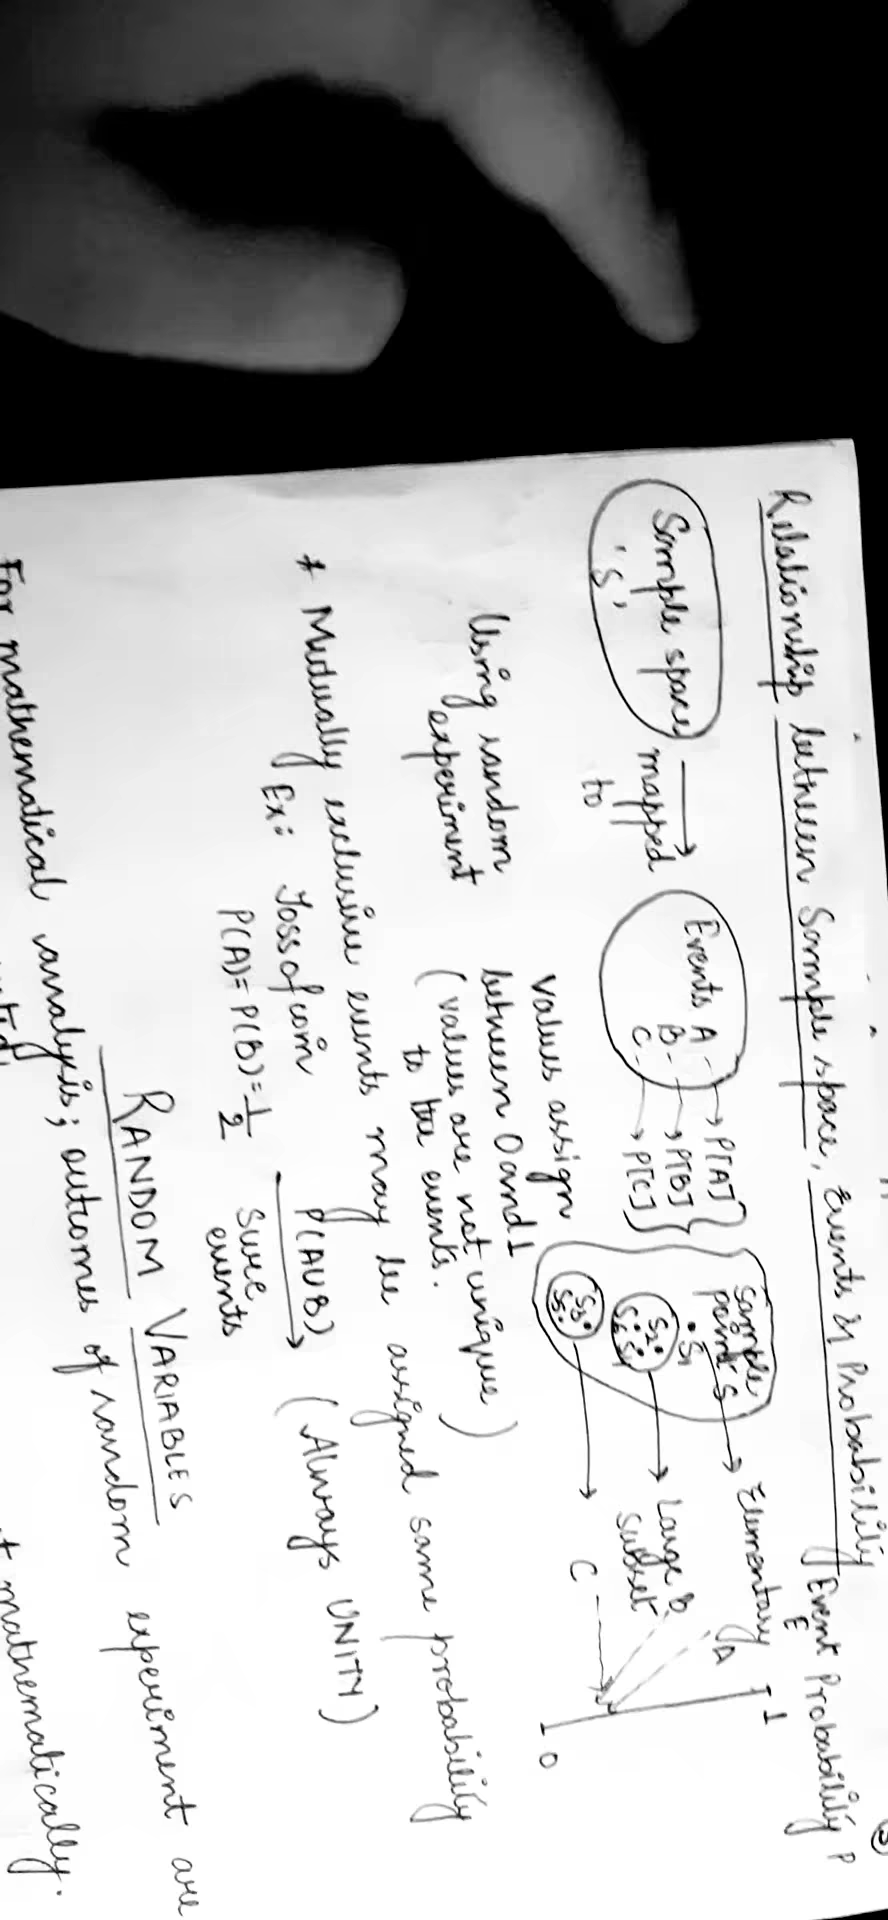 Relationship between Sample space, Events & Probability
Event Probability P
E
Sample space
'S'
mapped
to
Events A
B
C
P[A]
P[B]
P[C]
Sample
point S
S1
S2
S6 S4
S3
S5
Elementary
A
Large B
subset
C
1
0
Using random
experiment
Values assign
between 0 and 1
(values are not unique)
to the events.
* Mutually exclusive events may be assigned same probability
Ex: Toss of coin
P(AUB)
(Always UNITY)
P(A) = P(B) = 1/2
Sure
events
RANDOM VARIABLES
For mathematical analysis; outcomes of random experiment are
mathematically.